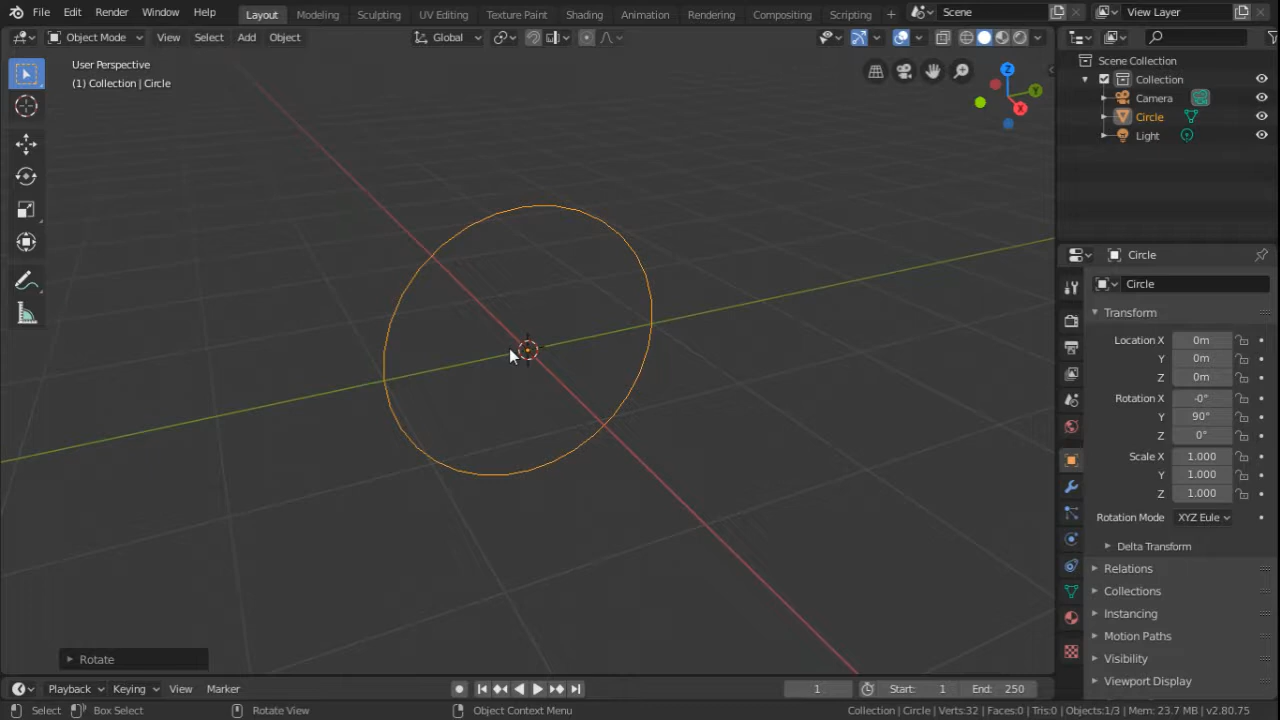 File Edit Render Window Help Layout Modeling Sculpting UV Editing Texture Paint Shading Animation Rendering Compositing Scripting + Scene View Layer
Object Mode View Select Add Object Global
User Perspective
(1) Collection | Circle
Z
Y
X
Rotate
Scene Collection
Collection
Camera
Circle
Light
Circle
Circle
Transform
Location X 0m
Y 0m
Z 0m
Rotation X -0°
Y 90°
Z 0°
Scale X 1.000
Y 1.000
Z 1.000
Rotation Mode XYZ Eule
Delta Transform
Relations
Collections
Instancing
Motion Paths
Visibility
Viewport Display
Playback Keying View Marker 1 Start: 1 End: 250
Select Box Select Rotate View Object Context Menu Collection | Circle | Verts:32 | Faces:0 | Tris:0 | Objects:1/3 | Mem: 23.7 MB | v2.80.75